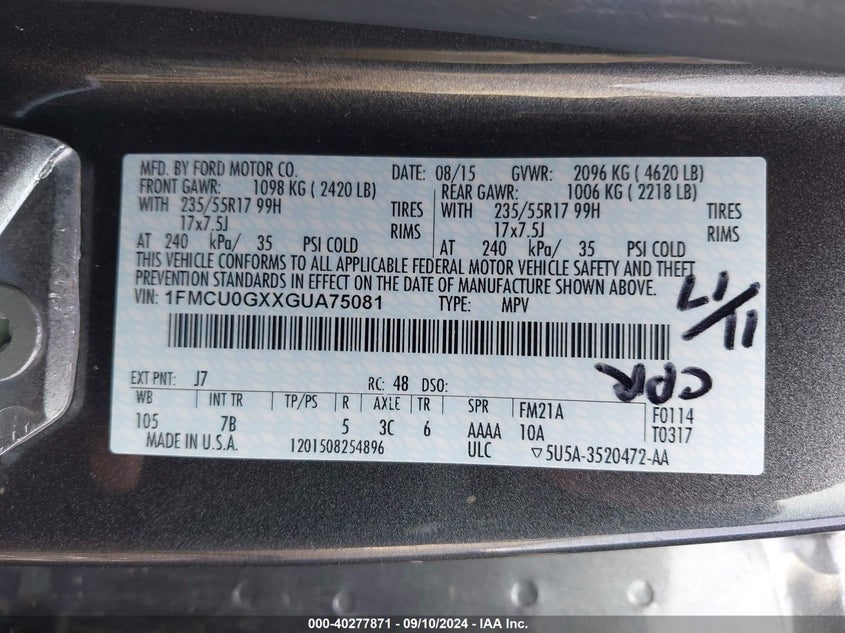 MFD. BY FORD MOTOR CO. DATE: 08/15 GVWR: 2096 KG ( 4620 LB)
FRONT GAWR: 1098 KG ( 2420 LB) REAR GAWR: 1006 KG ( 2218 LB)
WITH 235/55R17 99H TIRES WITH 235/55R17 99H TIRES
17x7.5J RIMS 17x7.5J RIMS
AT 240 kPa/ 35 PSI COLD AT 240 kPa/ 35 PSI COLD
THIS VEHICLE CONFORMS TO ALL APPLICABLE FEDERAL MOTOR VEHICLE SAFETY AND THEFT
PREVENTION STANDARDS IN EFFECT ON THE DATE OF MANUFACTURE SHOWN ABOVE.
VIN: 1FMCU0GXXGUA75081 TYPE: MPV
11/17
CPR
EXT PNT: J7 RC: 48 DSO:
WB INT TR TP/PS R AXLE TR SPR FM21A F0114
105 7B 5 3C 6 AAAA 10A T0317
MADE IN U.S.A. 1201508254896 ULC ▽5U5A-3520472-AA
000-40277871 - 09/10/2024 - IAA Inc.